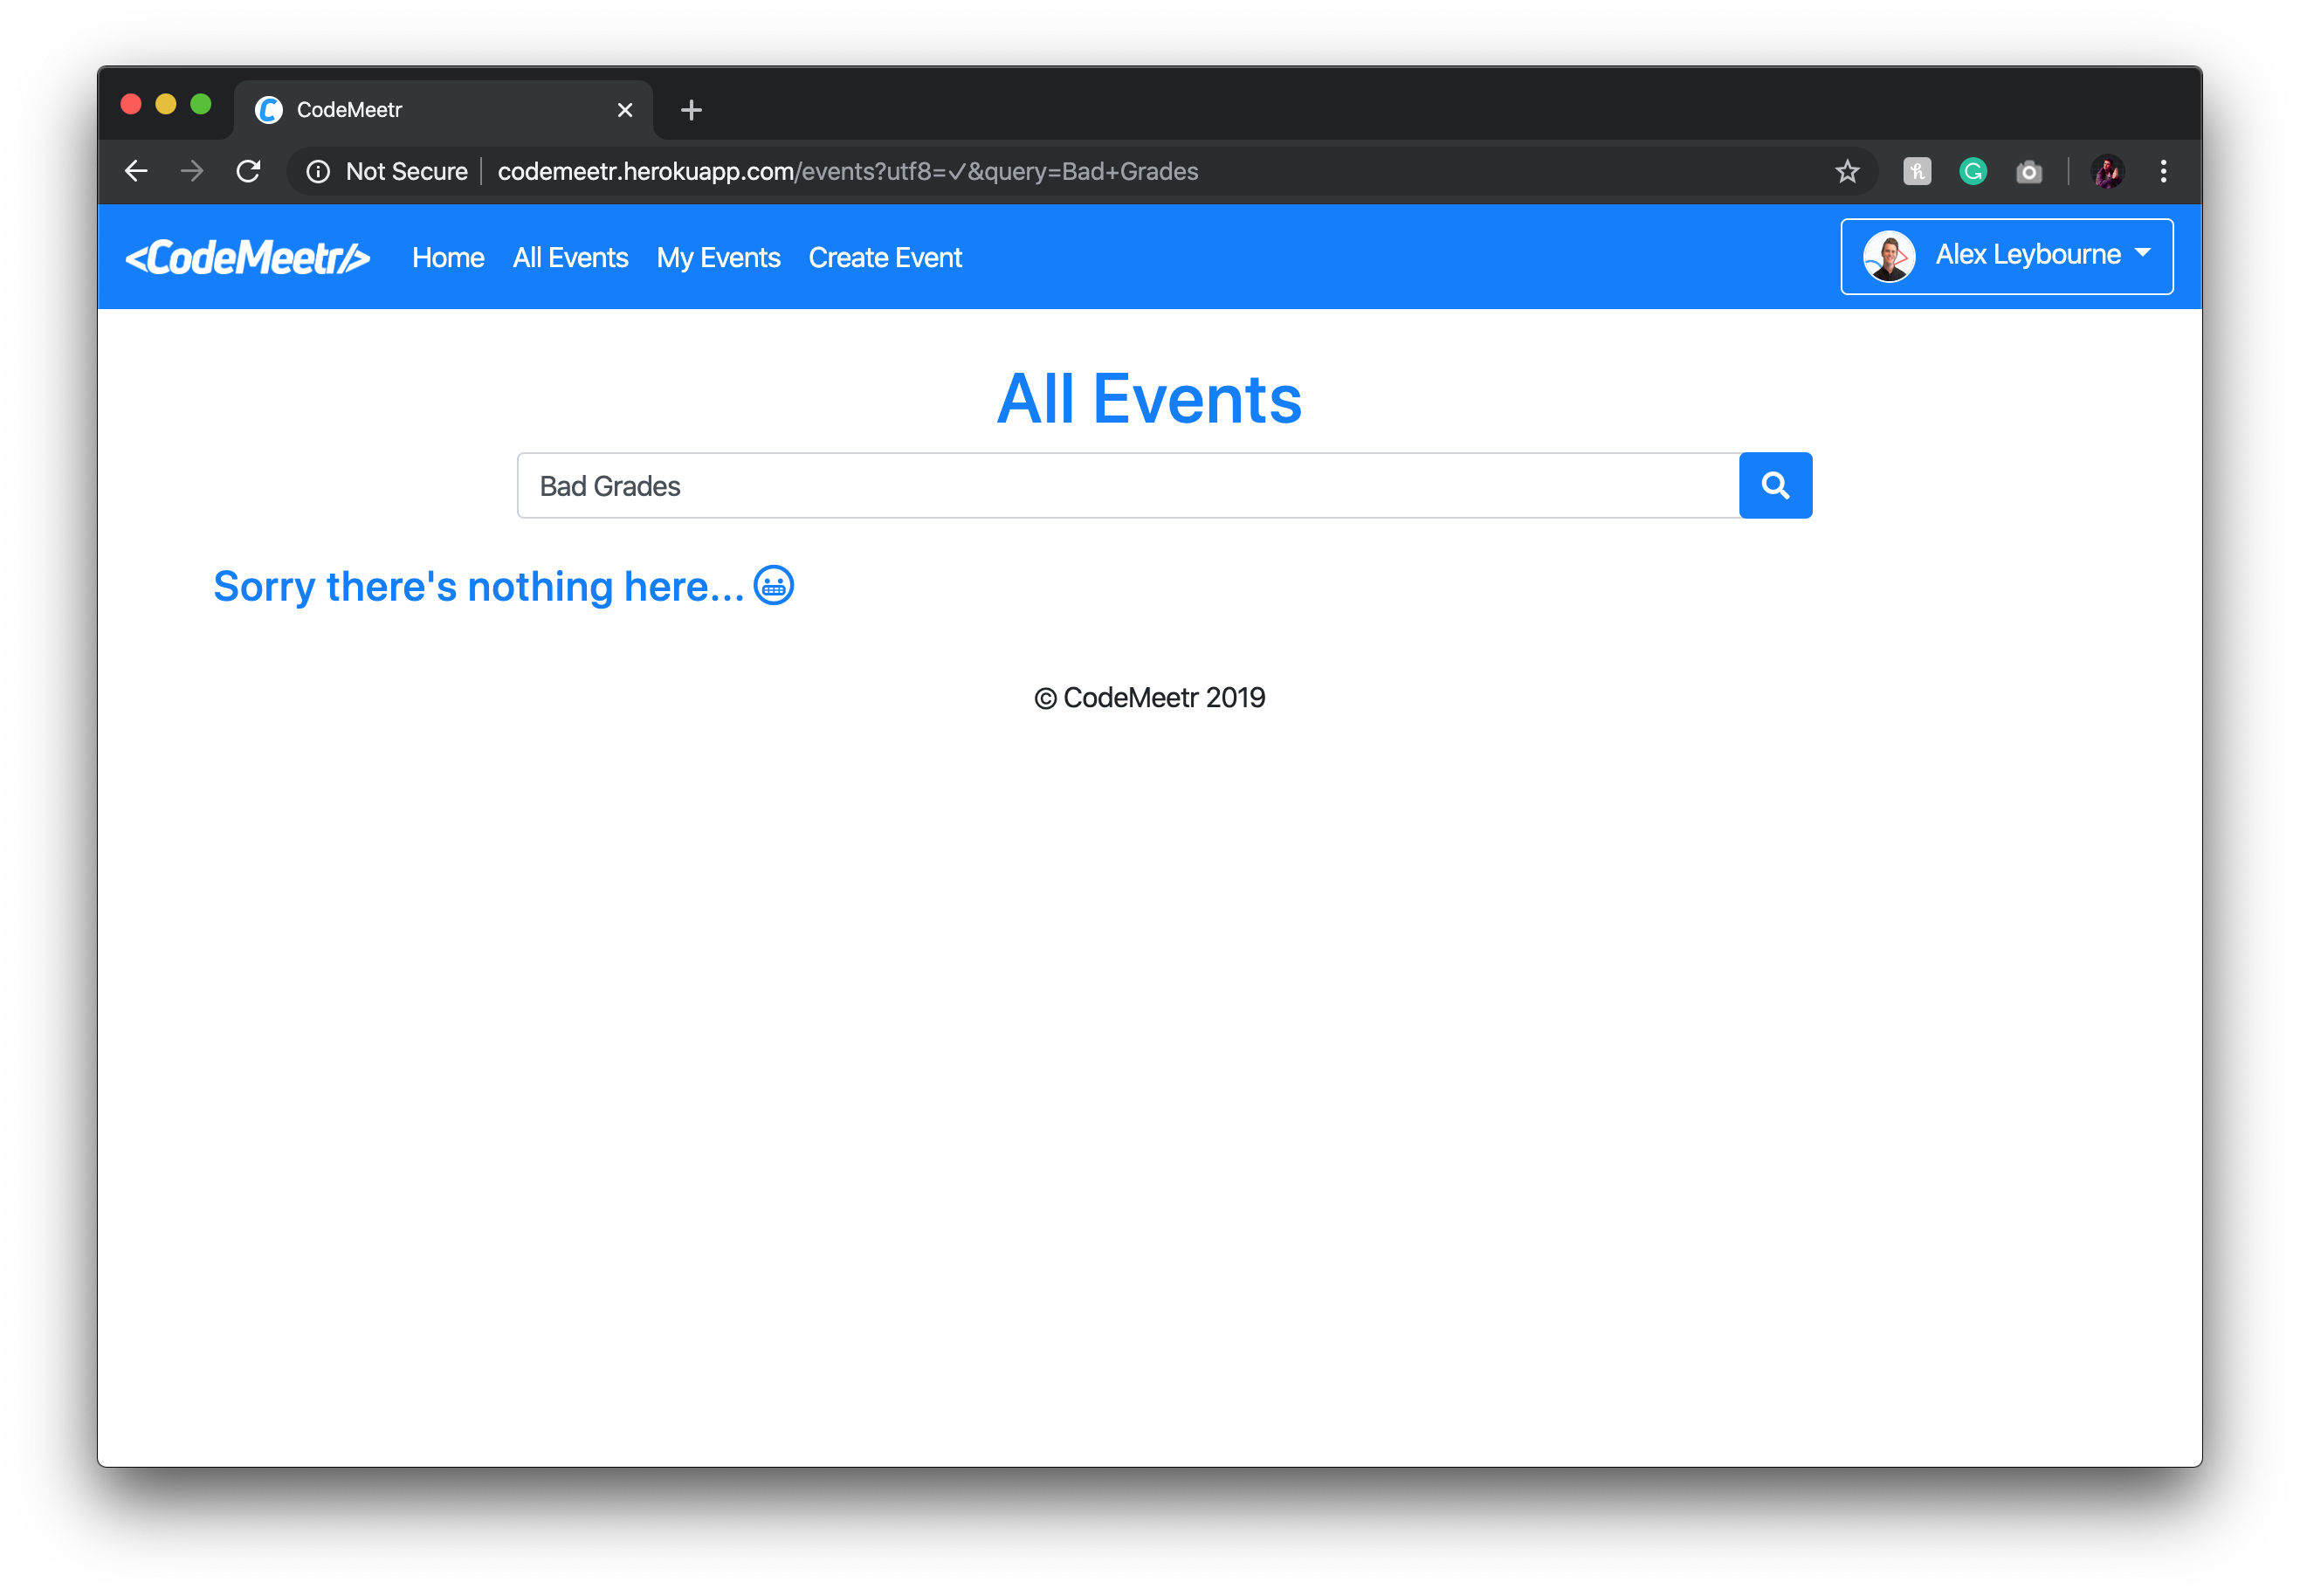 CodeMeetr
Not Secure codemeetr.herokuapp.com/events?utf8=✓&query=Bad+Grades
<CodeMeetr/> Home All Events My Events Create Event Alex Leybourne
All Events
Bad Grades
Sorry there's nothing here...
© CodeMeetr 2019